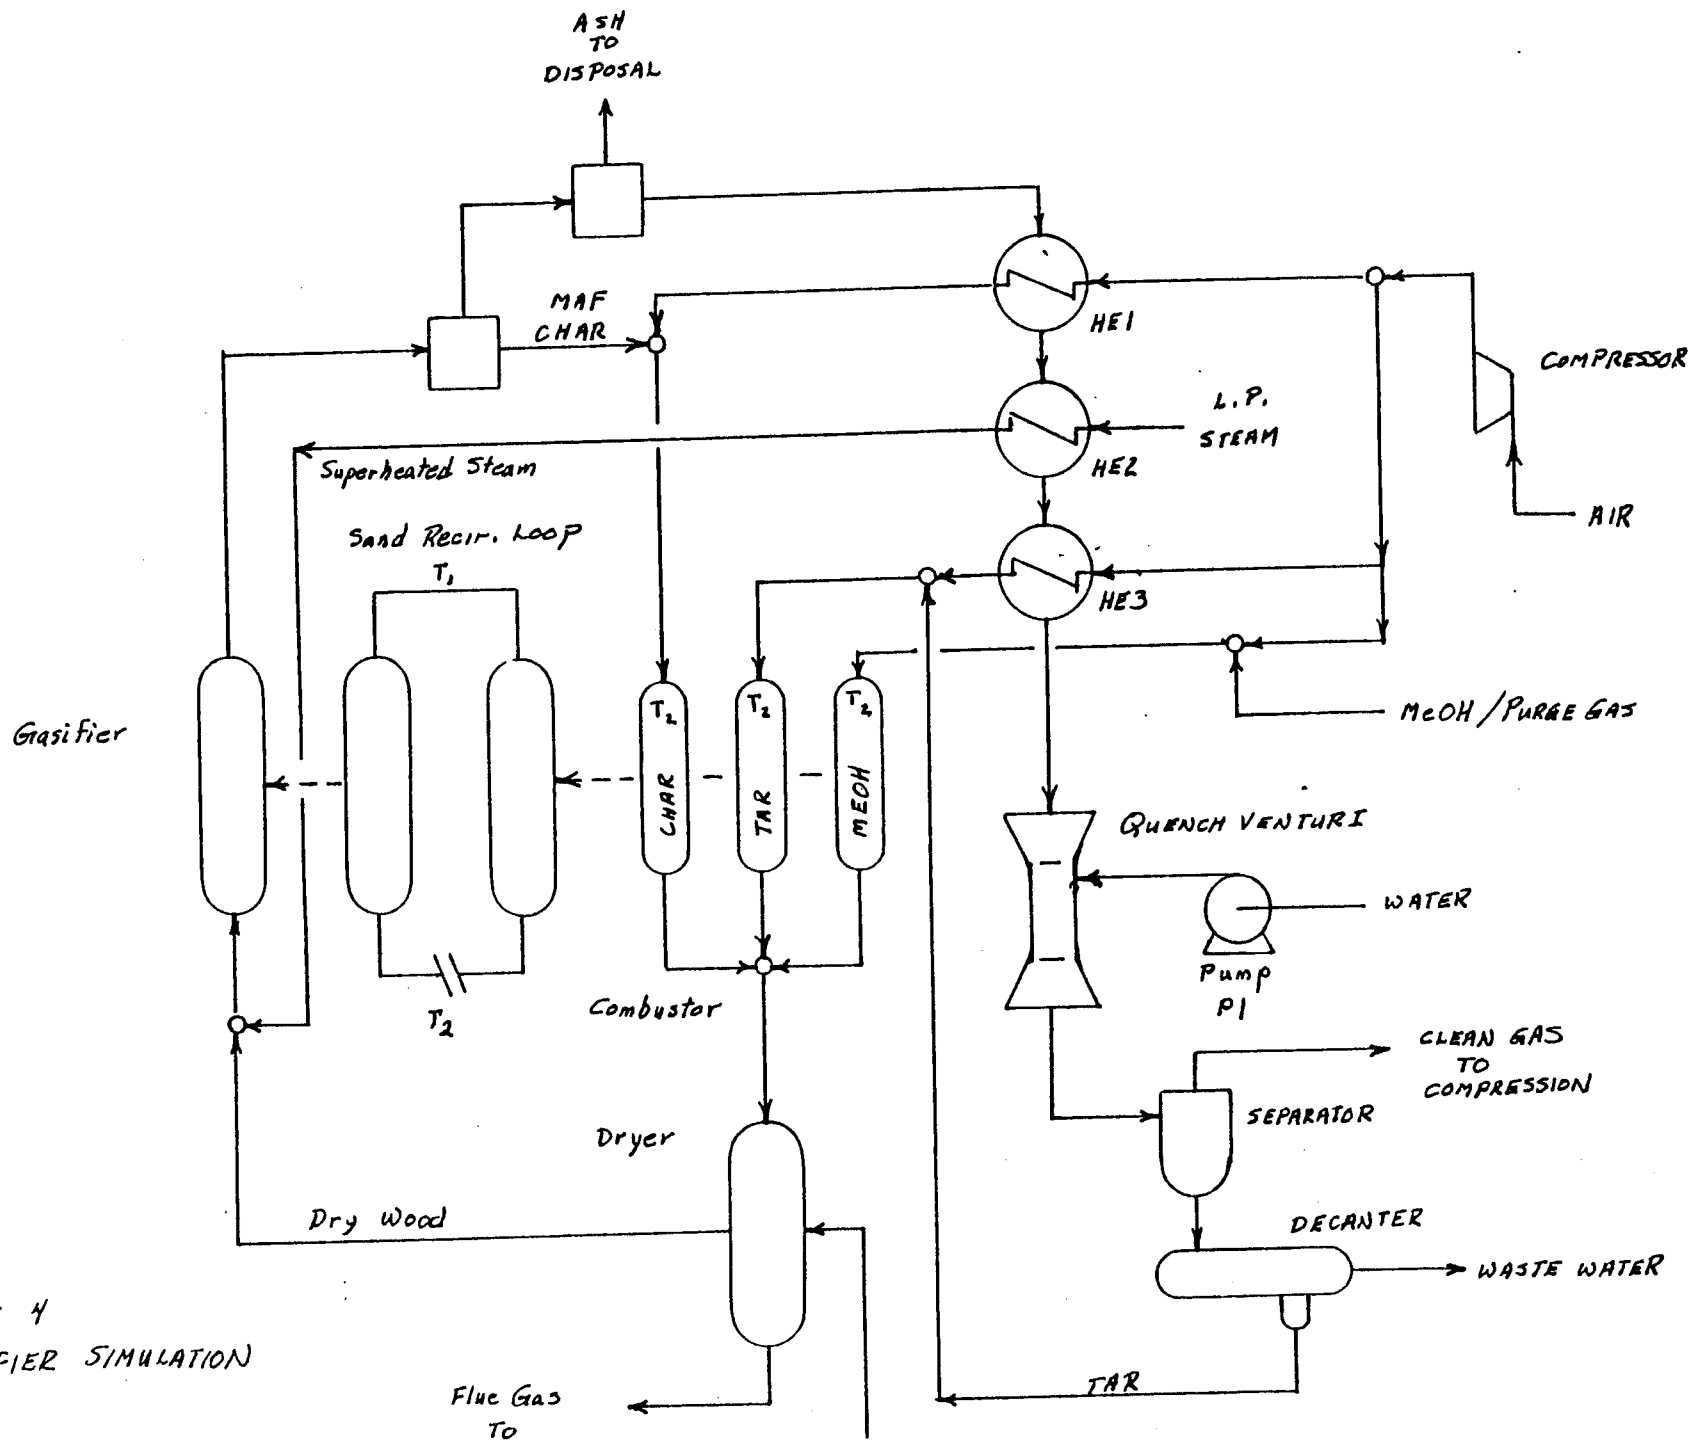 ASH
TO
DISPOSAL
MAF
CHAR
HE1
COMPRESSOR
L.P.
STEAM
HE2
Superheated Steam
AIR
Sand Recir. Loop
T₁
HE3
Gasifier
T₂
CHAR
T₂
TAR
T₂
MEOH
MeOH/PURGE GAS
QUENCH VENTURI
WATER
Pump
P1
T₂
Combustor
CLEAN GAS
TO
COMPRESSION
SEPARATOR
Dryer
Dry Wood
DECANTER
WASTE WATER
4
FIER SIMULATION
TAR
Flue Gas
TO